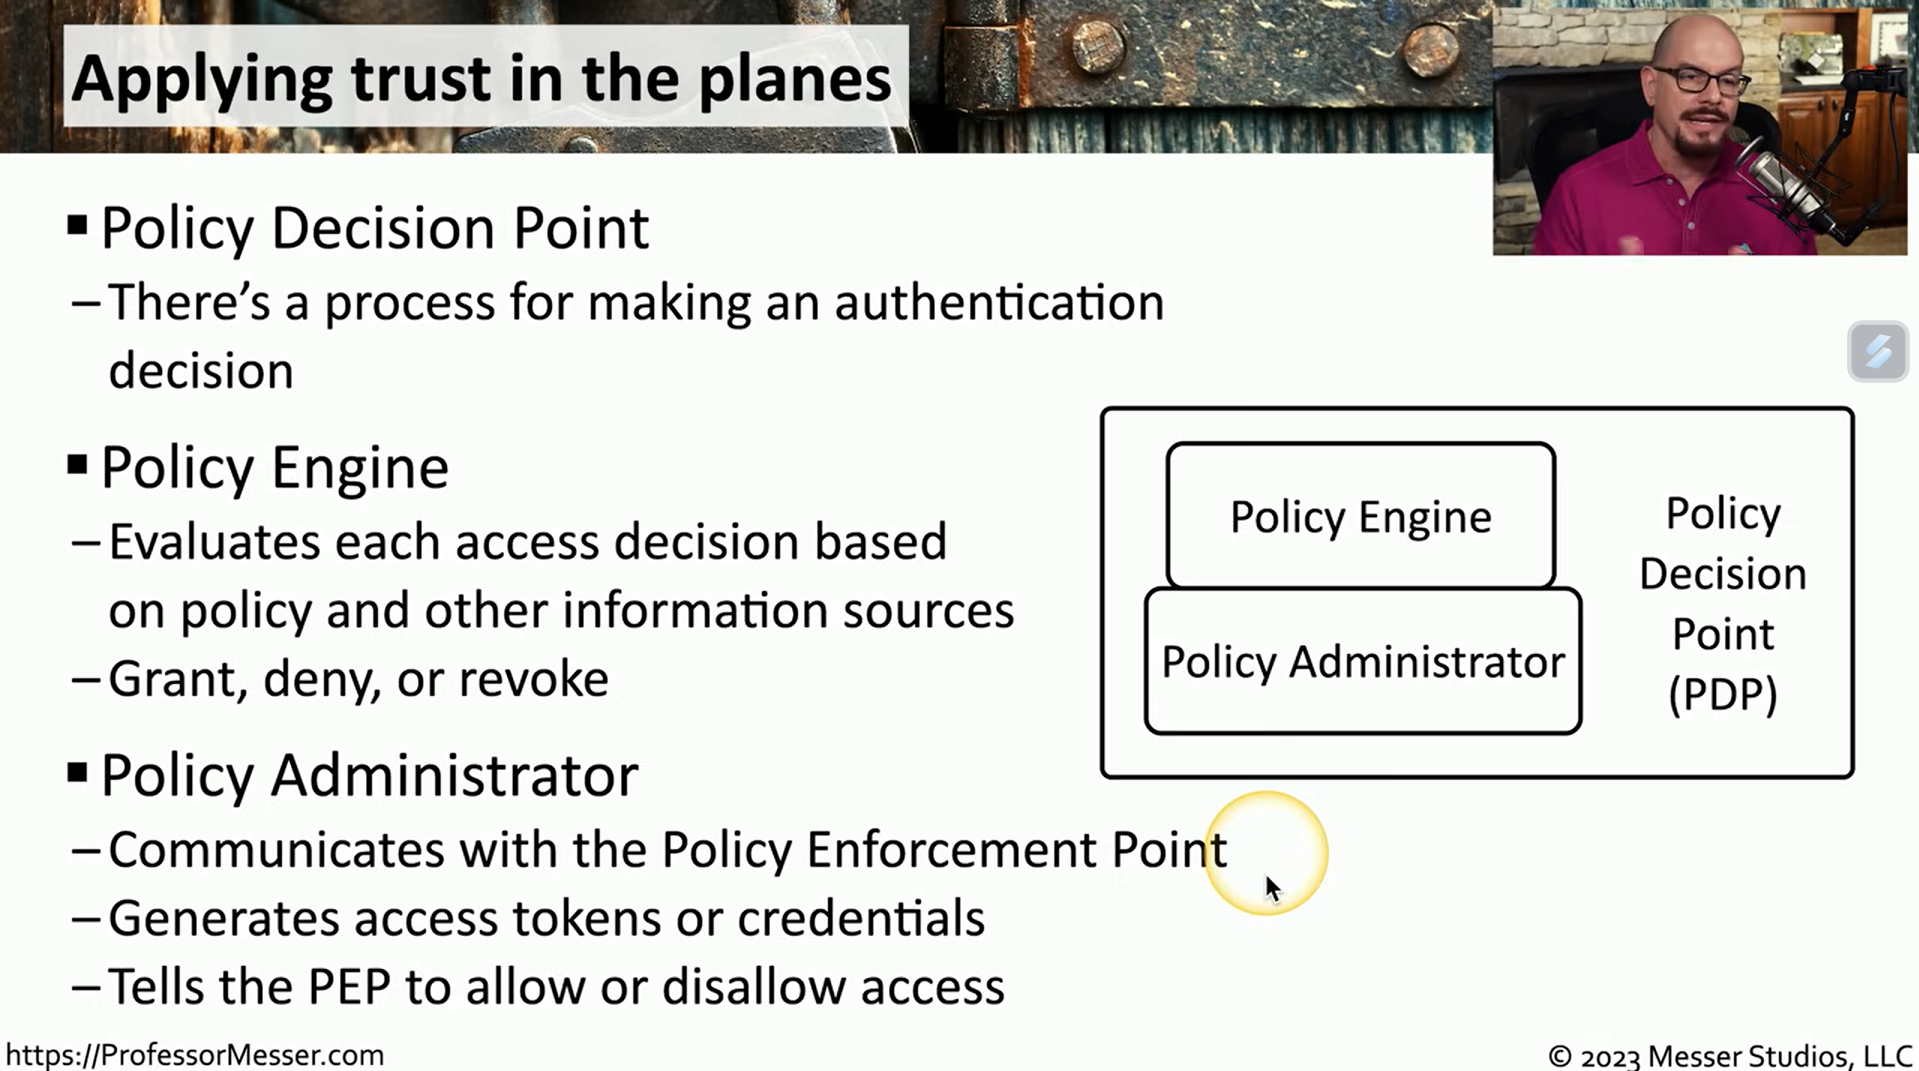 Applying trust in the planes
▪ Policy Decision Point
– There’s a process for making an authentication
decision
▪ Policy Engine
– Evaluates each access decision based
on policy and other information sources
– Grant, deny, or revoke
▪ Policy Administrator
– Communicates with the Policy Enforcement Point
– Generates access tokens or credentials
– Tells the PEP to allow or disallow access
Policy Engine
Policy Administrator
Policy
Decision
Point
(PDP)
https://ProfessorMesser.com
© 2023 Messer Studios, LLC